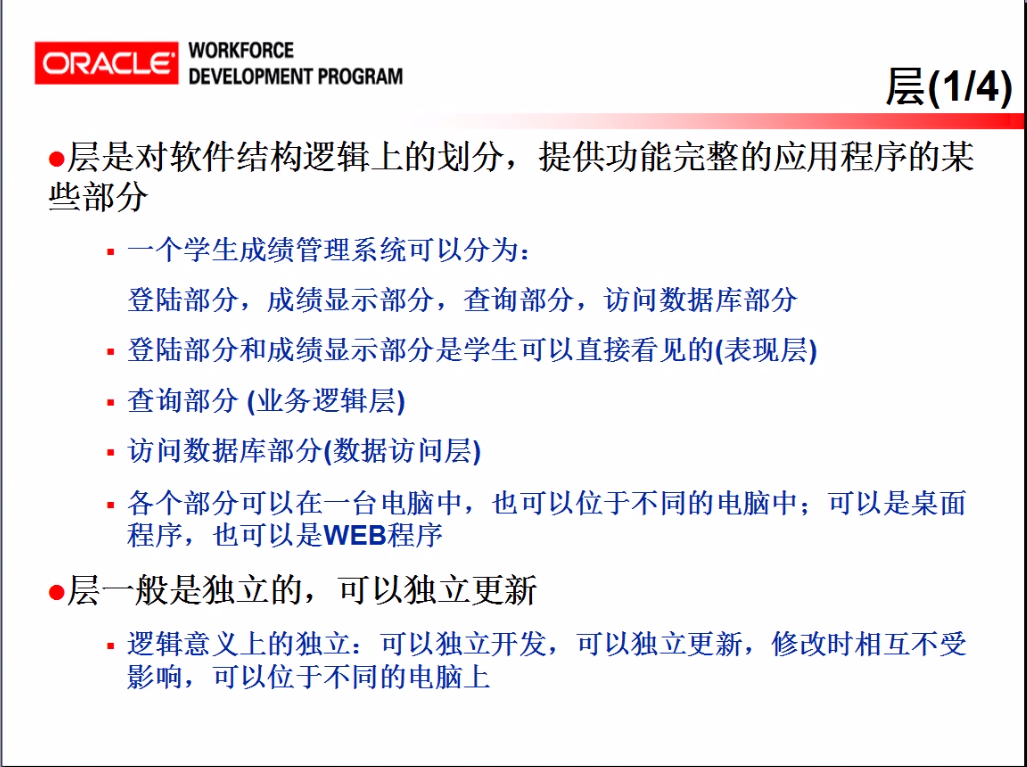 ORACLE
WORKFORCE
DEVELOPMENT PROGRAM
层(1/4)
●层是对软件结构逻辑上的划分，提供功能完整的应用程序的某
些部分
▪ 一个学生成绩管理系统可以分为：
登陆部分，成绩显示部分，查询部分，访问数据库部分
▪ 登陆部分和成绩显示部分是学生可以直接看见的(表现层)
▪ 查询部分 (业务逻辑层)
▪ 访问数据库部分(数据访问层)
▪ 各个部分可以在一台电脑中，也可以位于不同的电脑中；可以是桌面
程序，也可以是WEB程序
●层一般是独立的，可以独立更新
▪ 逻辑意义上的独立：可以独立开发，可以独立更新，修改时相互不受
影响，可以位于不同的电脑上